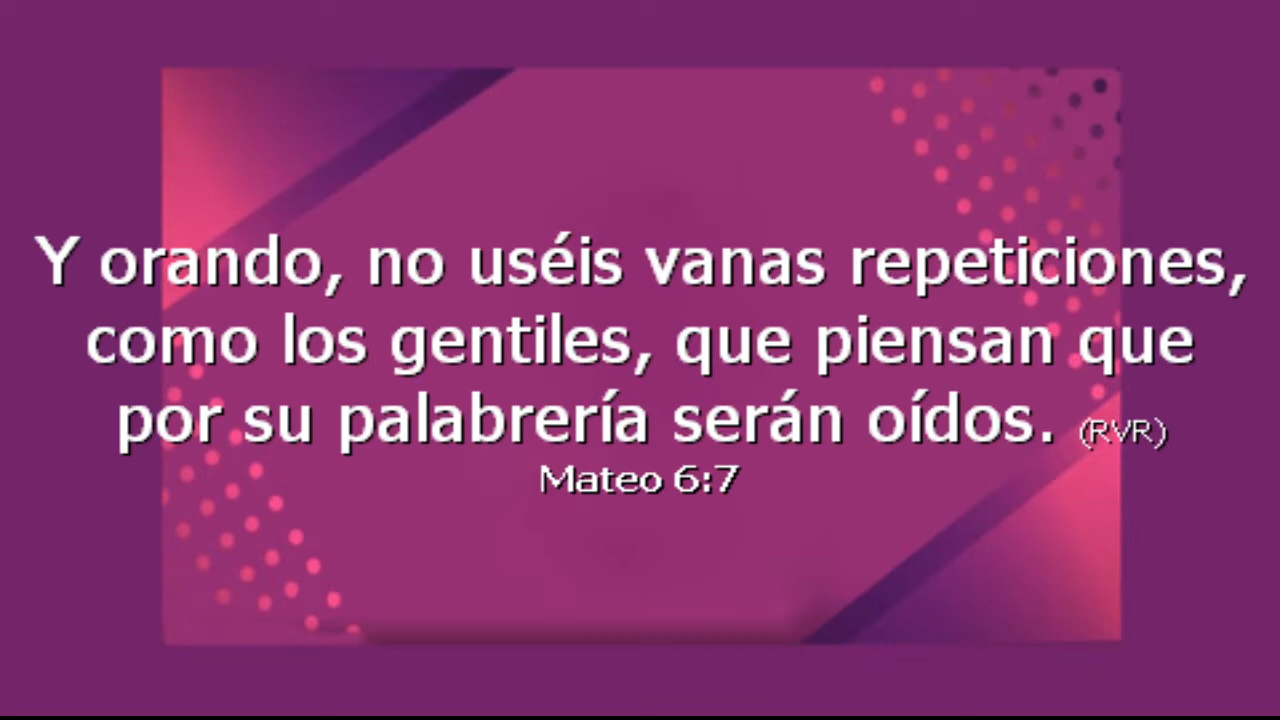 Y orando, no uséis vanas repeticiones,
como los gentiles, que piensan que
por su palabrería serán oídos. (RVR)
Mateo 6:7